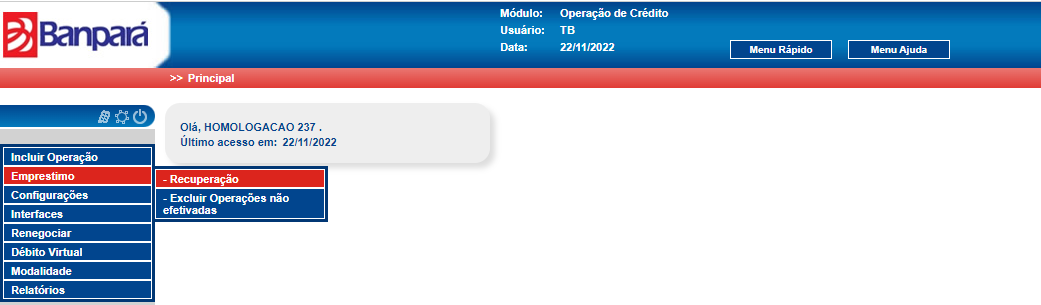 Banpará
Módulo: Operação de Crédito
Usuário: TB
Data: 22/11/2022
Menu Rápido
Menu Ajuda
>> Principal
Olá, HOMOLOGACAO 237 .
Último acesso em: 22/11/2022
Incluir Operação
Emprestimo
- Recuperação
- Excluir Operações não
efetivadas
Configurações
Interfaces
Renegociar
Débito Virtual
Modalidade
Relatórios